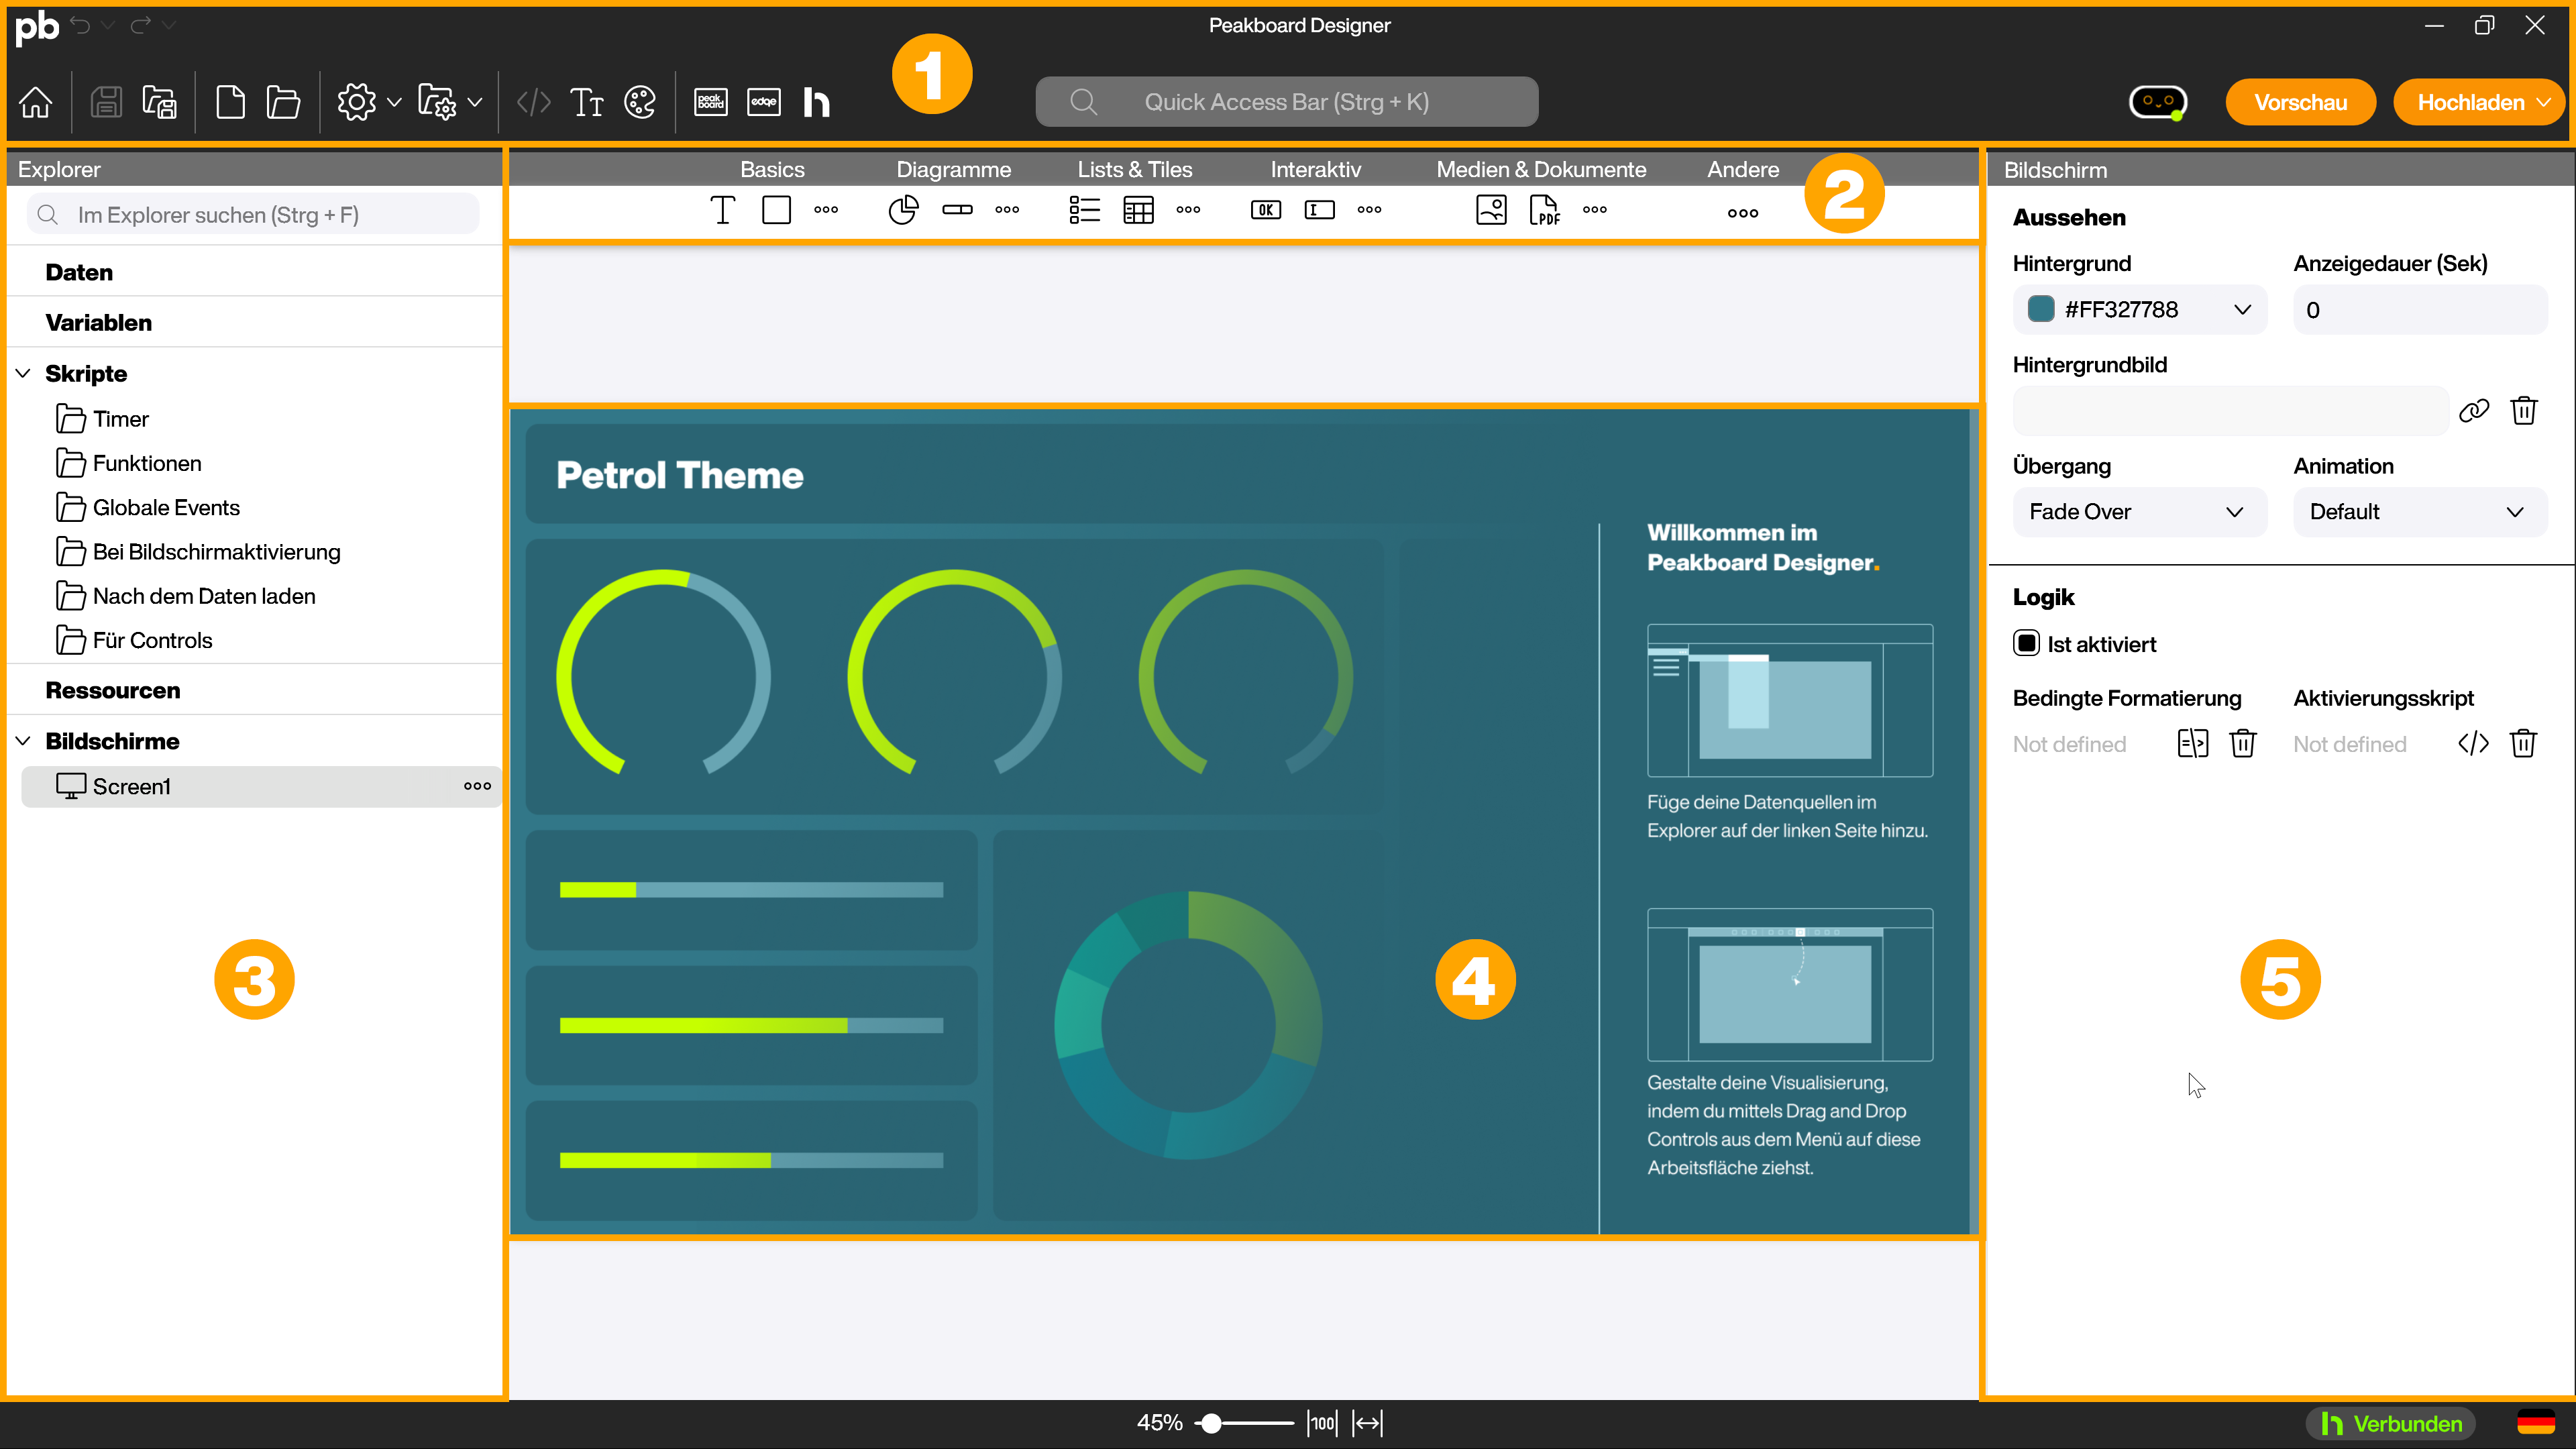 pb
Peakboard Designer
peak board
edge
h
1
Quick Access Bar (Strg + K)
Vorschau
Hochladen
Explorer
Im Explorer suchen (Strg + F)
Daten
Variablen
Skripte
Timer
Funktionen
Globale Events
Bei Bildschirmaktivierung
Nach dem Daten laden
Für Controls
Ressourcen
Bildschirme
Screen1
3
Basics
Diagramme
Lists & Tiles
Interaktiv
Medien & Dokumente
Andere
T
OK
I
PDF
2
Petrol Theme
Willkommen im
Peakboard Designer.
Füge deine Datenquellen im
Explorer auf der linken Seite hinzu.
4
Gestalte deine Visualisierung,
indem du mittels Drag and Drop
Controls aus dem Menü auf diese
Arbeitsfläche ziehst.
Bildschirm
Aussehen
Hintergrund
Anzeigedauer (Sek)
#FF327788
0
Hintergrundbild
Übergang
Animation
Fade Over
Default
Logik
Ist aktiviert
Bedingte Formatierung
Aktivierungsskript
Not defined
Not defined
5
45%
100
h Verbunden